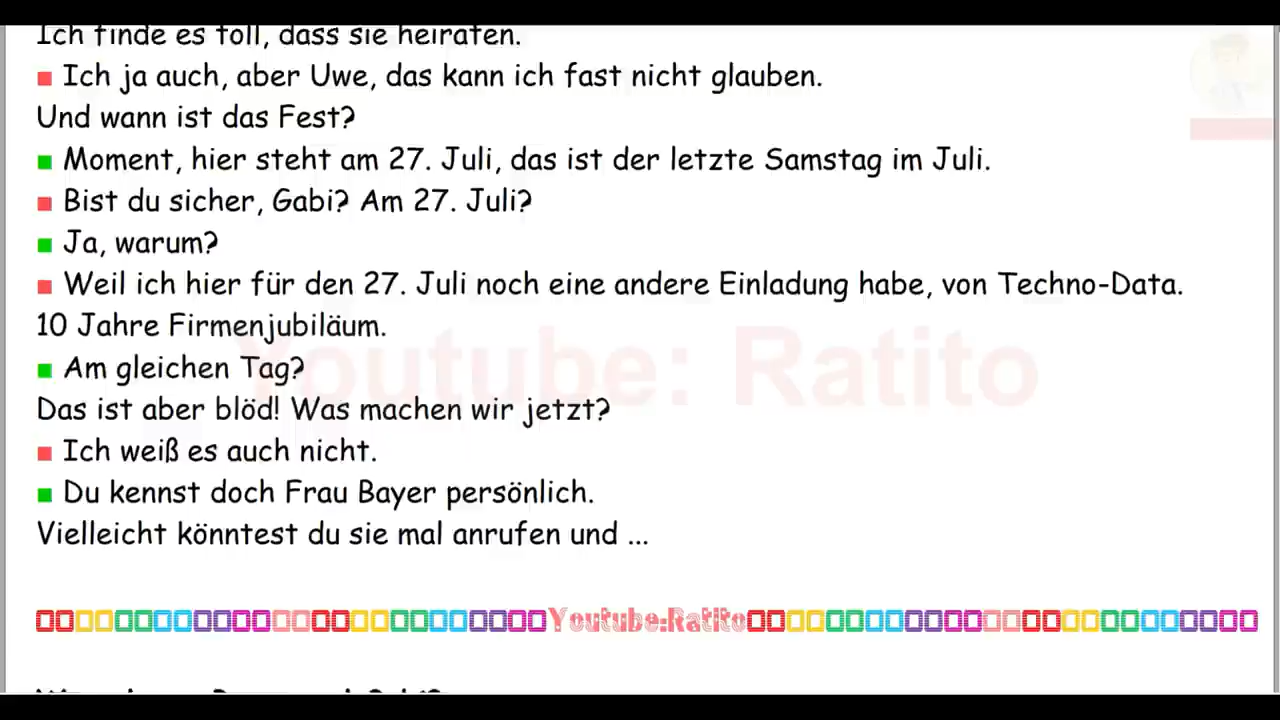 Ich finde es toll, dass sie heiraten.
Ich ja auch, aber Uwe, das kann ich fast nicht glauben.
Und wann ist das Fest?
Moment, hier steht am 27. Juli, das ist der letzte Samstag im Juli.
Bist du sicher, Gabi? Am 27. Juli?
Ja, warum?
Weil ich hier für den 27. Juli noch eine andere Einladung habe, von Techno-Data.
10 Jahre Firmenjubiläum.
Am gleichen Tag?
Das ist aber blöd! Was machen wir jetzt?
Ich weiß es auch nicht.
Du kennst doch Frau Bayer persönlich.
Vielleicht könntest du sie mal anrufen und ...
Youtube: Ratito
Youtube:Ratito